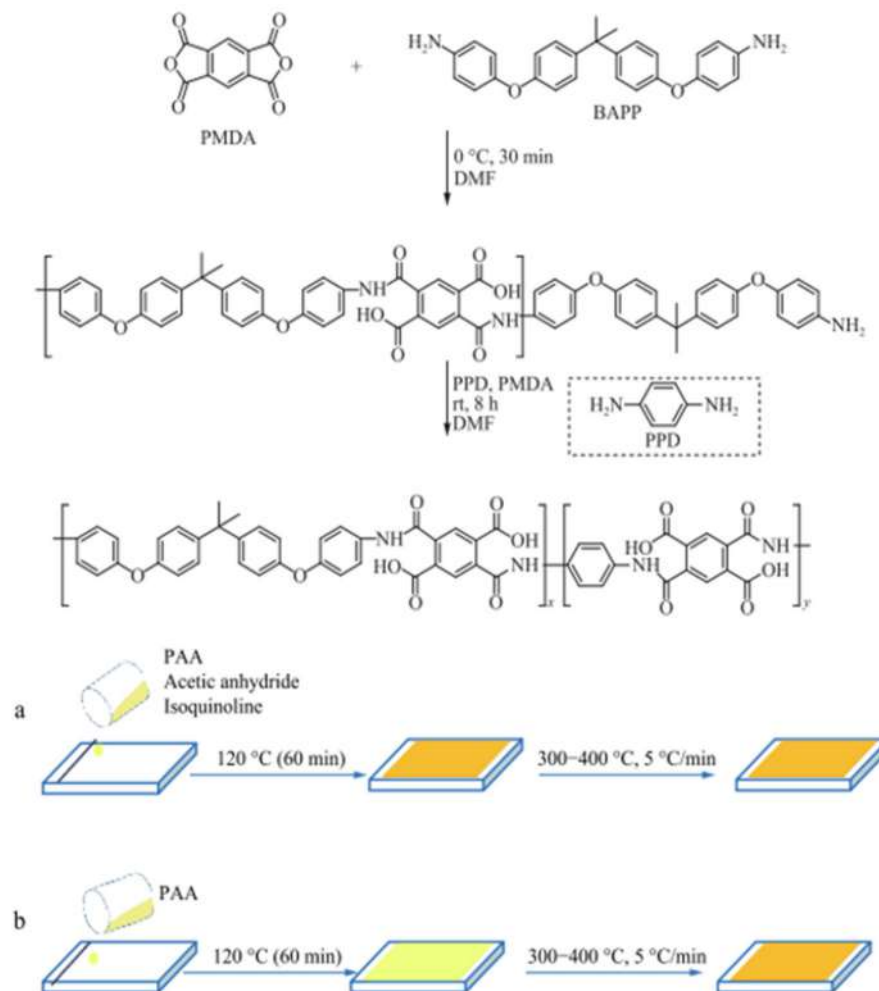 O O
O O
O O
PMDA
+
H₂N NH₂
O O
BAPP
0 °C, 30 min
DMF
O O
NH OH
HO NH
O O
O O
NH₂
PPD, PMDA
rt, 8 h
DMF
H₂N NH₂
PPD
O O
NH OH
HO NH
O O
O O
x
O O
HO NH
NH OH
O O
y
PAA
Acetic anhydride
Isoquinoline
a
120 °C (60 min)
300−400 °C, 5 °C/min
PAA
b
120 °C (60 min)
300−400 °C, 5 °C/min